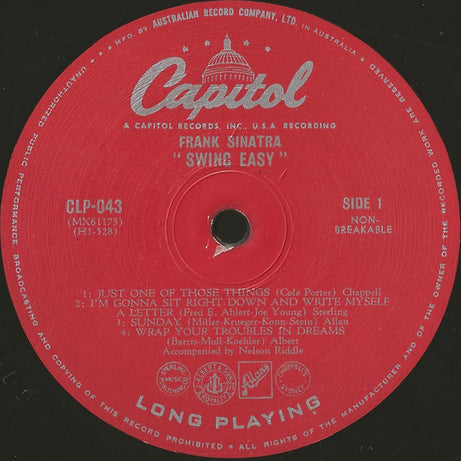 MFD. BY AUSTRALIAN RECORD COMPANY, LTD. IN AUSTRALIA
ALL RIGHTS OF THE MANUFACTURER AND OF THE OWNER OF THE RECORDED WORK ARE RESERVED
UNAUTHORIZED PUBLIC PERFORMANCE, BROADCASTING AND COPYING OF THIS RECORD PROHIBITED
Capitol
A CAPITOL RECORDS, INC., U.S.A. RECORDING
FRANK SINATRA
"SWING EASY"
CLP-043
(MX61173)
(H1-528)
SIDE 1
NON-
BREAKABLE
1: JUST ONE OF THOSE THINGS (Cole Porter) Chappell
2: I'M GONNA SIT RIGHT DOWN AND WRITE MYSELF
A LETTER (Fred E. Ahlert-Joe Young) Sterling
3: SUNDAY (Miller-Krueger-Konn-Stein) Allan
4: WRAP YOUR TROUBLES IN DREAMS
(Barris-Moll-Koehler) Albert
Accompanied by Nelson Riddle
Allans
LONG PLAYING